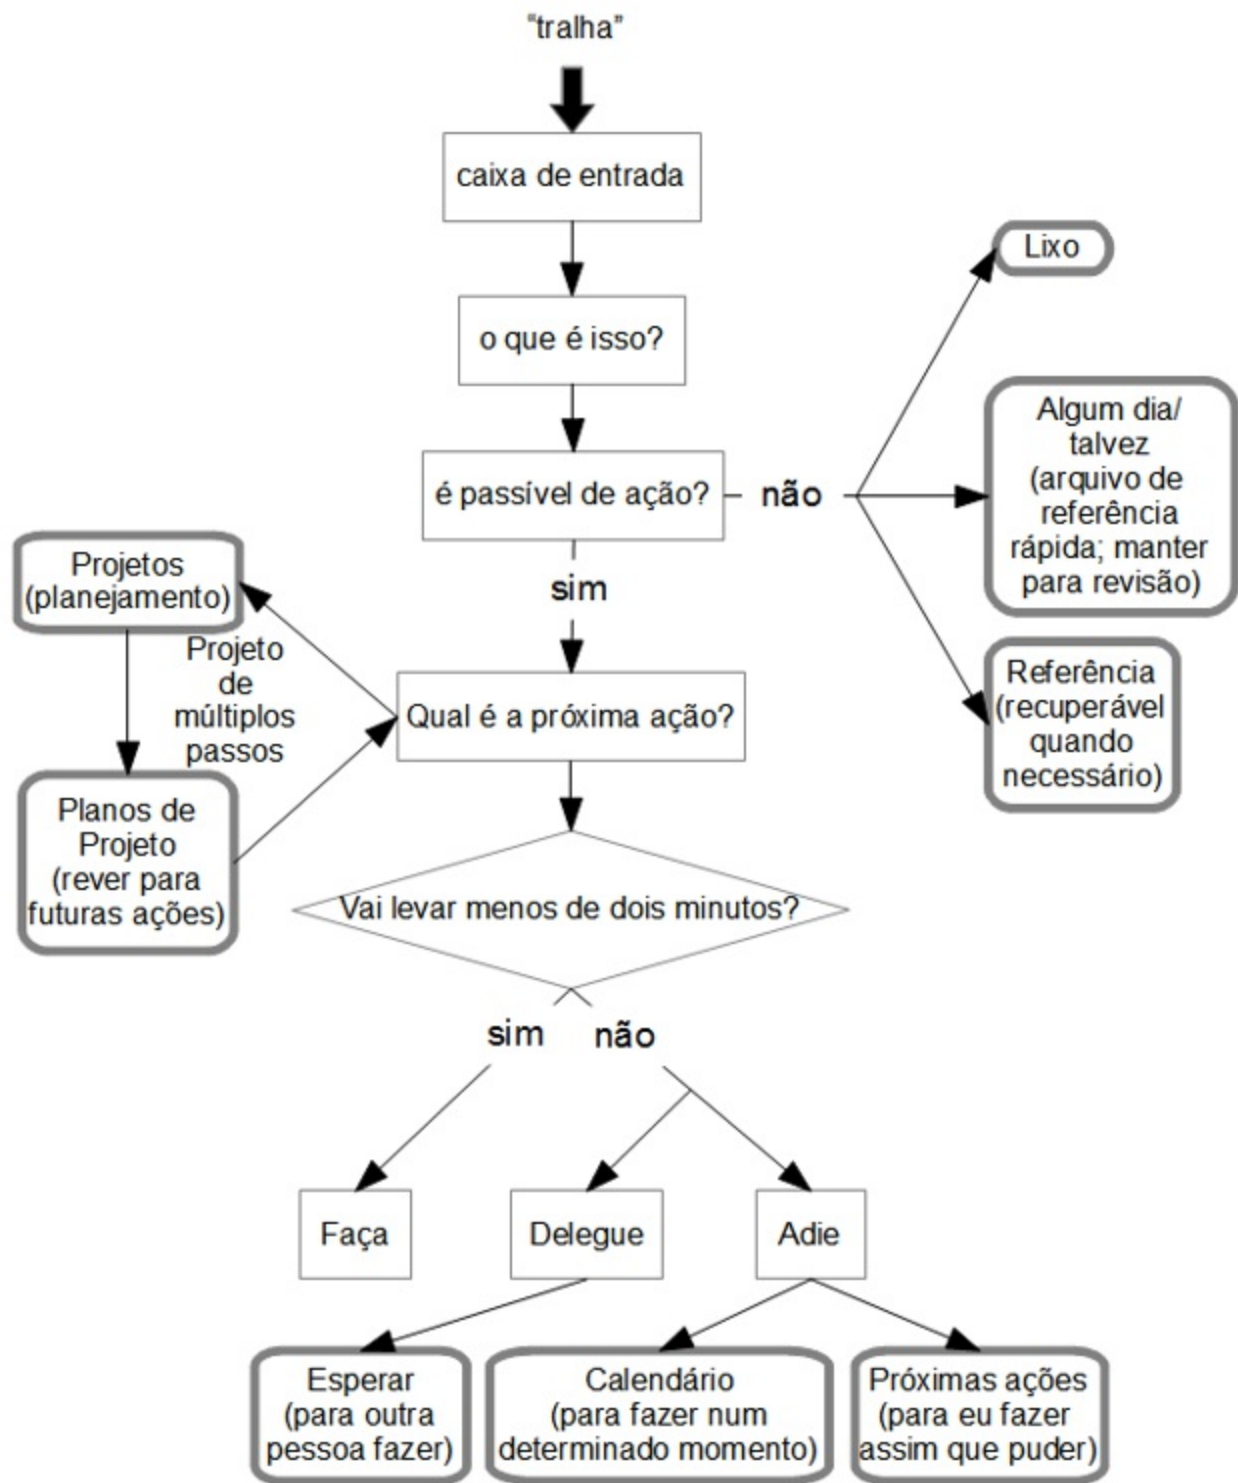 “tralha”
caixa de entrada
o que é isso?
é passível de ação?
não
Lixo
Algum dia/
talvez
(arquivo de
referência
rápida; manter
para revisão)
Referência
(recuperável
quando
necessário)
sim
Projetos
(planejamento)
Projeto
de
múltiplos
passos
Planos de
Projeto
(rever para
futuras ações)
Qual é a próxima ação?
Vai levar menos de dois minutos?
sim
não
Faça
Delegue
Adie
Esperar
(para outra
pessoa fazer)
Calendário
(para fazer num
determinado momento)
Próximas ações
(para eu fazer
assim que puder)